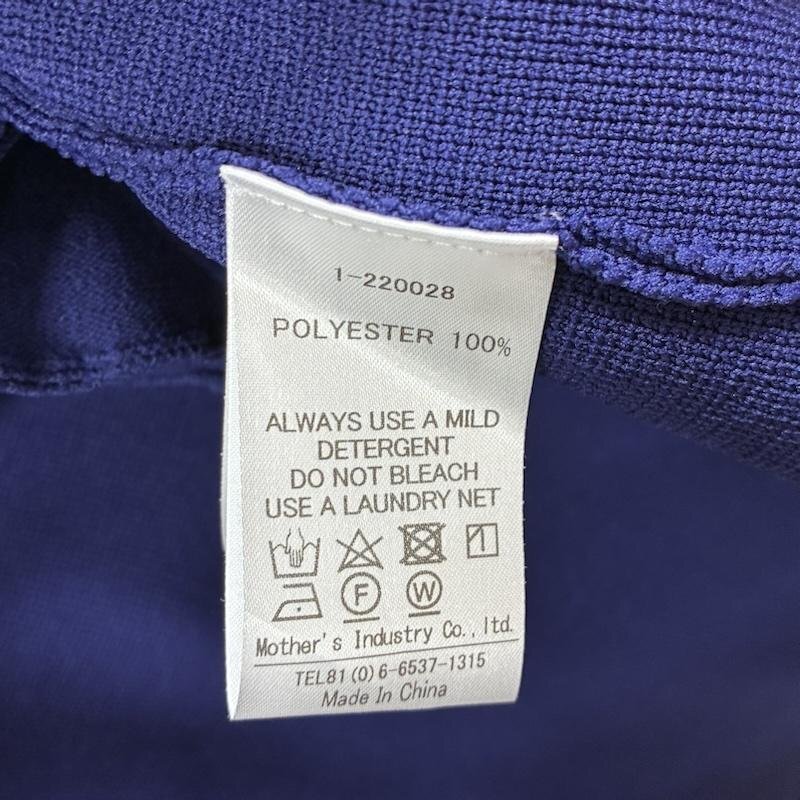 1-220028
POLYESTER 100%
ALWAYS USE A MILD
DETERGENT
DO NOT BLEACH
USE A LAUNDRY NET
F W
Mother's Industry Co.,ltd.
TEL81(0)6-6537-1315
Made In China